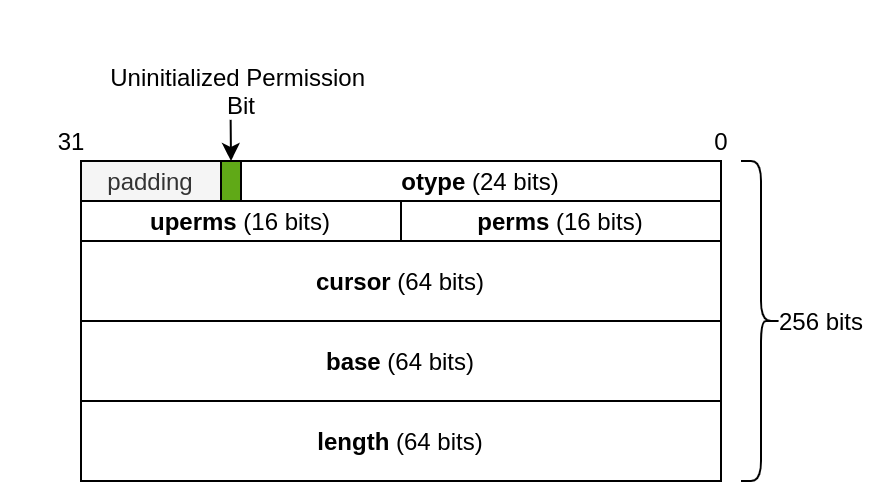 Uninitialized Permission
Bit
31 0
padding otype (24 bits)
uperms (16 bits) perms (16 bits)
cursor (64 bits)
256 bits
base (64 bits)
length (64 bits)